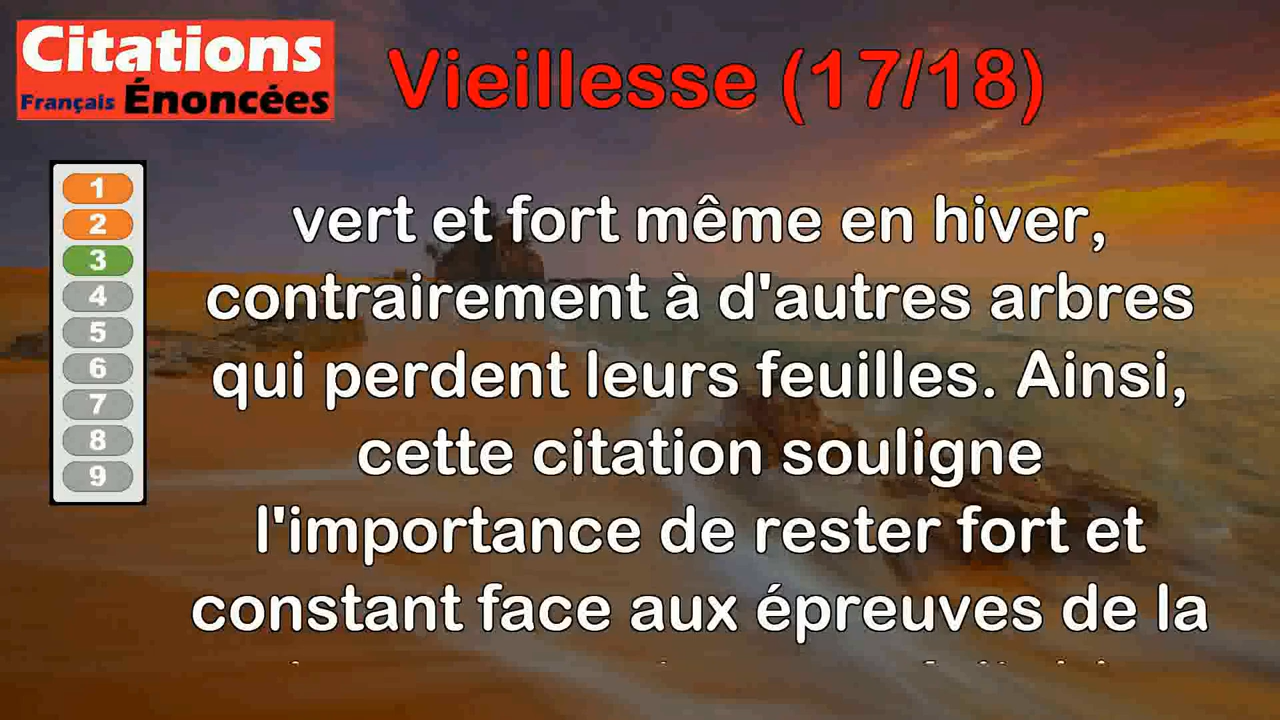 Citations
Français Énoncées
Vieillesse (17/18)
1
2
3
4
5
6
7
8
9
vert et fort même en hiver,
contrairement à d'autres arbres
qui perdent leurs feuilles. Ainsi,
cette citation souligne
l'importance de rester fort et
constant face aux épreuves de la